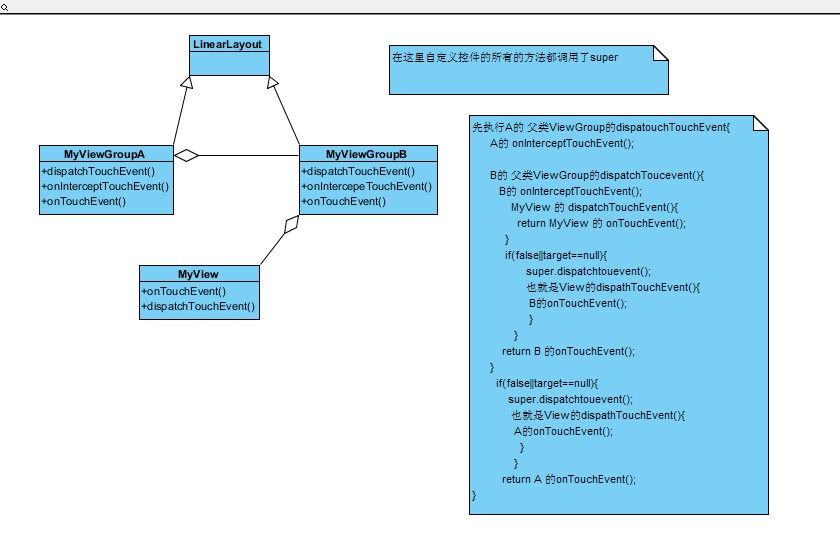 LinearLayout
MyViewGroupA
+dispatchTouchEvent()
+onInterceptTouchEvent()
+onTouchEvent()
MyViewGroupB
+dispatchTouchEvent()
+onIntercepeTouchEvent()
+onTouchEvent()
MyView
+onTouchEvent()
+dispatchTouchEvent()
在这里自定义控件的所有的方法都调用了super
先执行A的 父类ViewGroup的dispatouchTouchEvent{
A的 onInterceptTouchEvent();
B的 父类ViewGroup的dispatchToucevent(){
B的 onInterceptTouchEvent();
MyView 的 dispatchTouchEvent(){
return MyView 的 onTouchEvent();
}
if(false||target==null){
super.dispatchtouevent();
也就是View的dispathTouchEvent(){
B的onTouchEvent();
}
}
return B 的onTouchEvent();
}
if(false||target==null){
super.dispatchtouevent();
也就是View的dispathTouchEvent(){
A的onTouchEvent();
}
}
return A 的onTouchEvent();
}